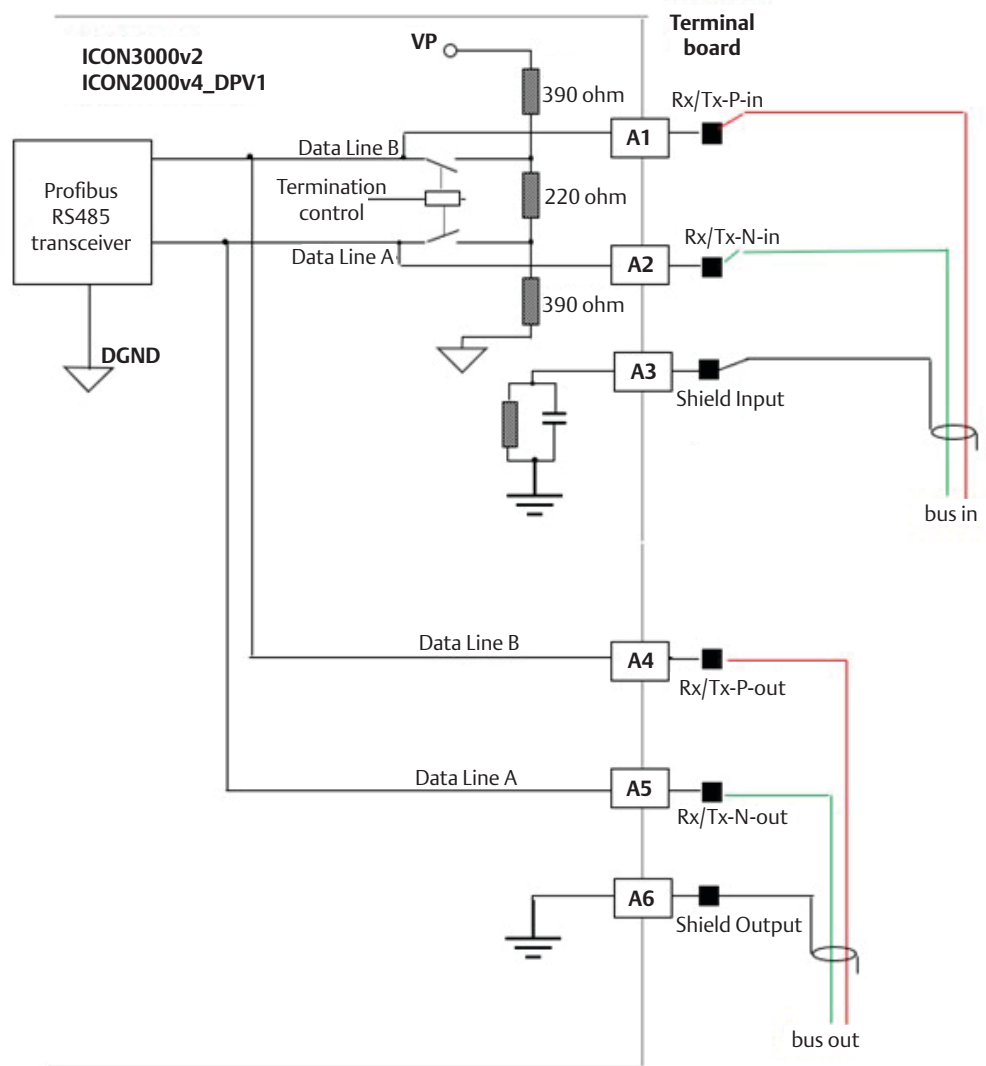 Terminal
board
ICON3000v2
ICON2000v4_DPV1
VP
390 ohm
Rx/Tx-P-in
A1
Data Line B
Profibus
RS485
transceiver
Termination
control
220 ohm
Rx/Tx-N-in
Data Line A
A2
390 ohm
DGND
A3
Shield Input
bus in
Data Line B
A4
Rx/Tx-P-out
Data Line A
A5
Rx/Tx-N-out
A6
Shield Output
bus out